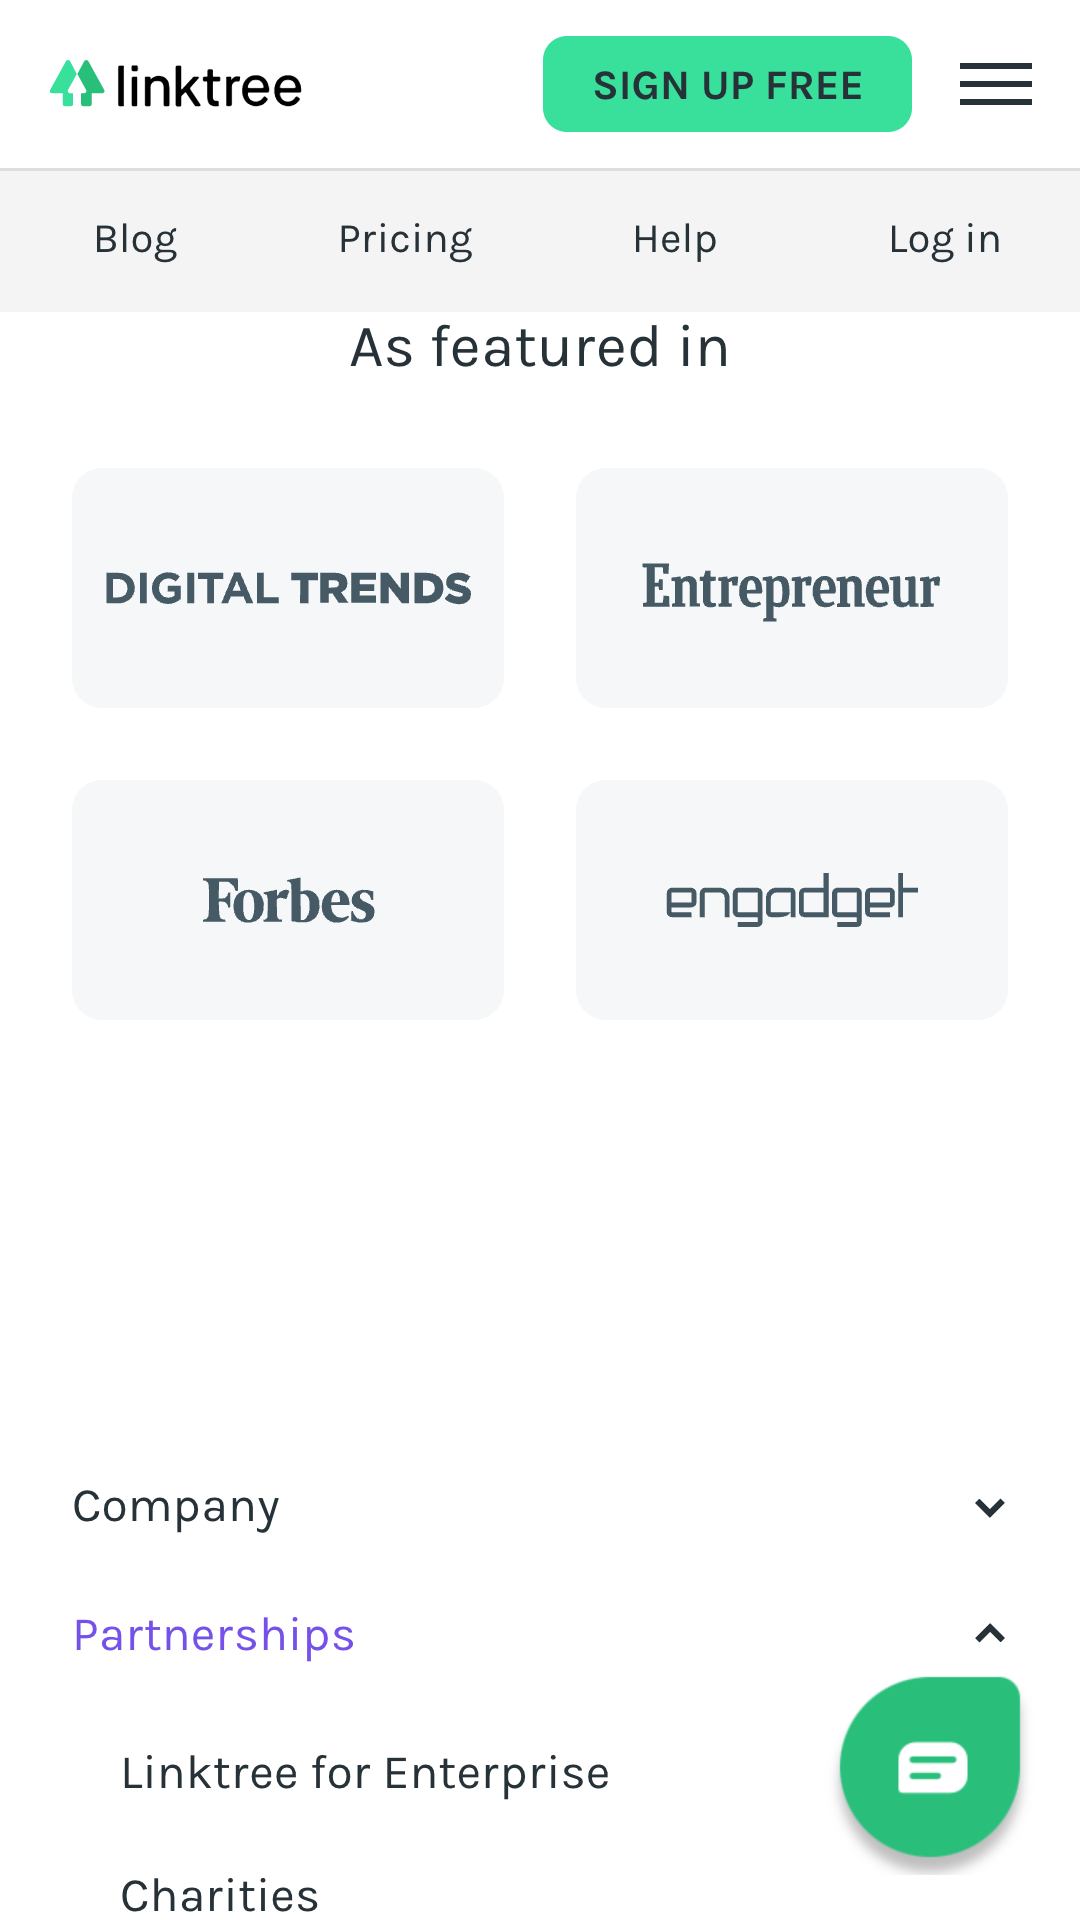 linktree
SIGN UP FREE
Blog Pricing Help Log in
As featured in
DIGITAL TRENDS Entrepreneur
Forbes engadget
Company
Partnerships
Linktree for Enterprise
Charities